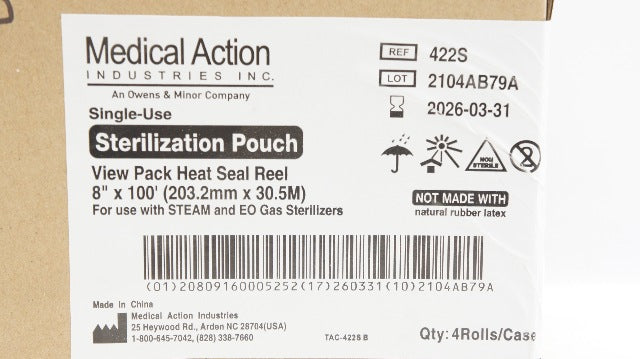 Medical Action
INDUSTRIES INC.
An Owens & Minor Company
Single-Use
Sterilization Pouch
View Pack Heat Seal Reel
8" x 100' (203.2mm x 30.5M)
For use with STEAM and EO Gas Sterilizers
REF 422S
LOT 2104AB79A
2026-03-31
NON STERILE
2
NOT MADE WITH
natural rubber latex
(01)20809160005252(17)260331(10)2104AB79A
Made in China
Medical Action Industries
25 Heywood Rd., Arden NC 28704(USA)
1-800-645-7042, (828) 338-7660
TAC-422S B
Qty: 4Rolls/Case